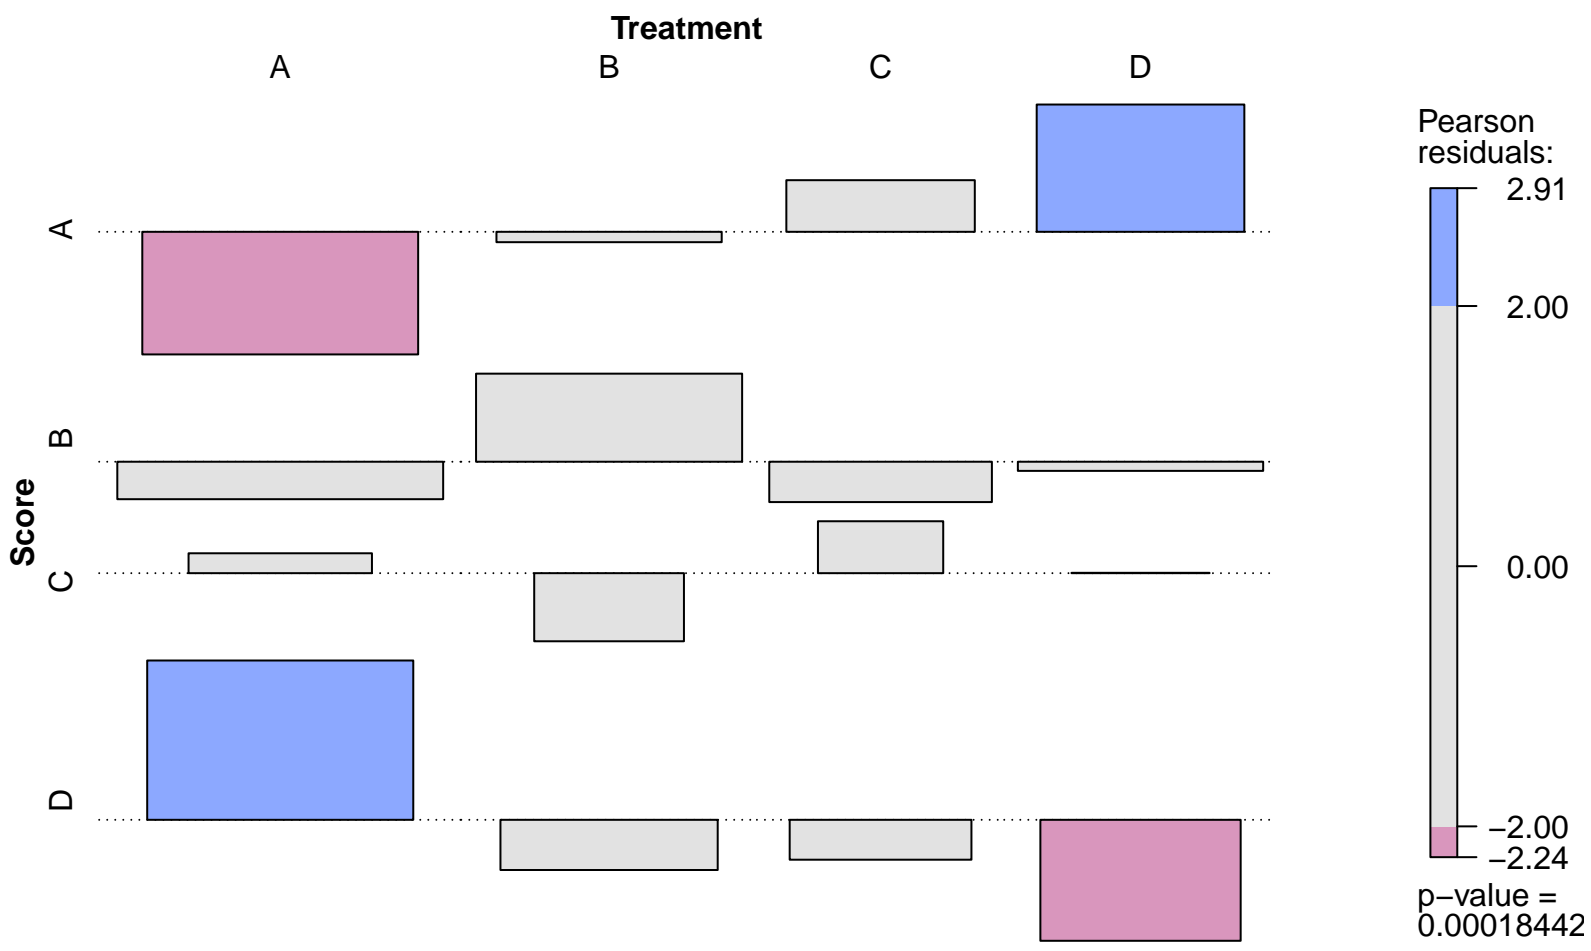 Treatment
A B C D
Score
A
B
C
D
Pearson
residuals:
2.91
2.00
0.00
−2.00
−2.24
p−value =
0.00018442